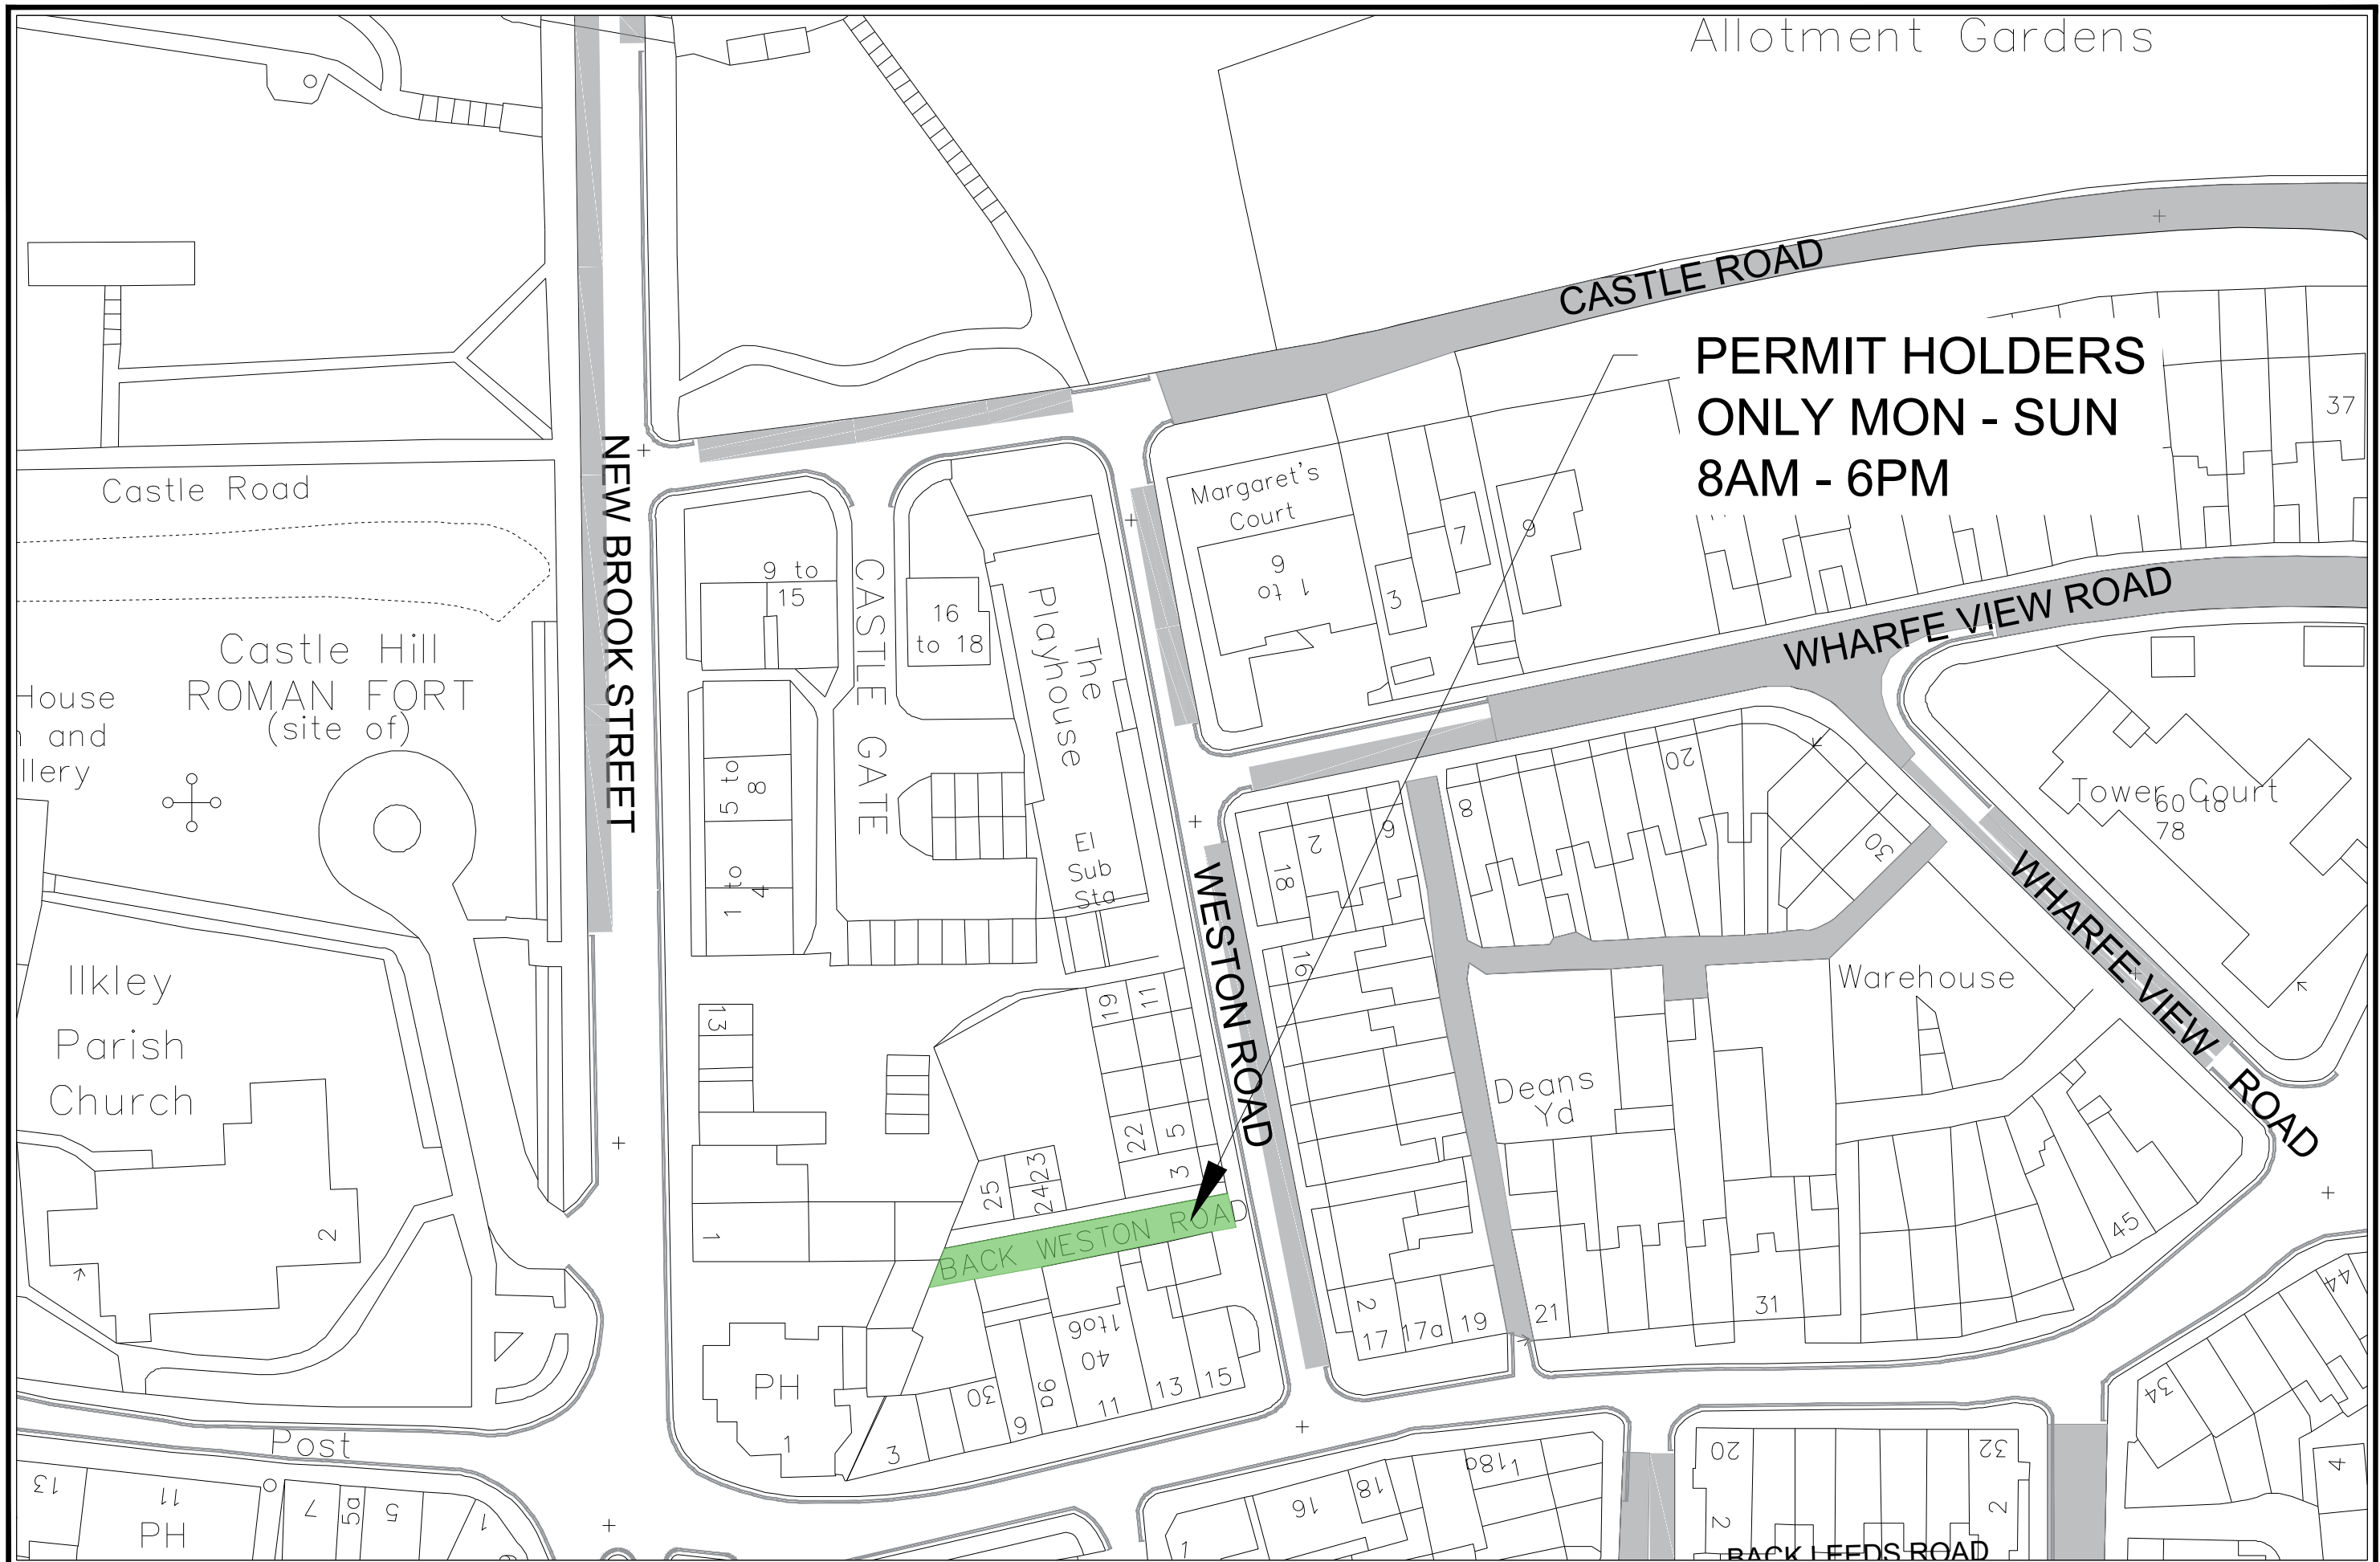 Allotment Gardens
CASTLE ROAD
PERMIT HOLDERS
ONLY MON - SUN
8AM - 6PM
37
NEW BROOK STREET
Castle Road
Margaret's
Court
1 to
6
3
7
9
9 to
15
CASTLE GATE
16
to 18
The
Playhouse
WHARFE VIEW ROAD
Castle Hill
ROMAN FORT
(site of)
House
and
llery
5 to
8
1 to
4
El
Sub
Sta
18
2
6
8
20
30
Tower Court
60 to
78
WESTON ROAD
16
WHARFE VIEW ROAD
Warehouse
Ilkley
Parish
Church
2
13
19
11
22
5
3
Deans
Yd
25
24
23
1
BACK WESTON ROAD
45
44
2
17
17a
19
21
31
1to6
40
PH
1
3
30
9
9a
11
13
15
34
Post
13
11
PH
7
5a
5
1
1
16
18
20
32
2
2
4
BACK LEEDS ROAD